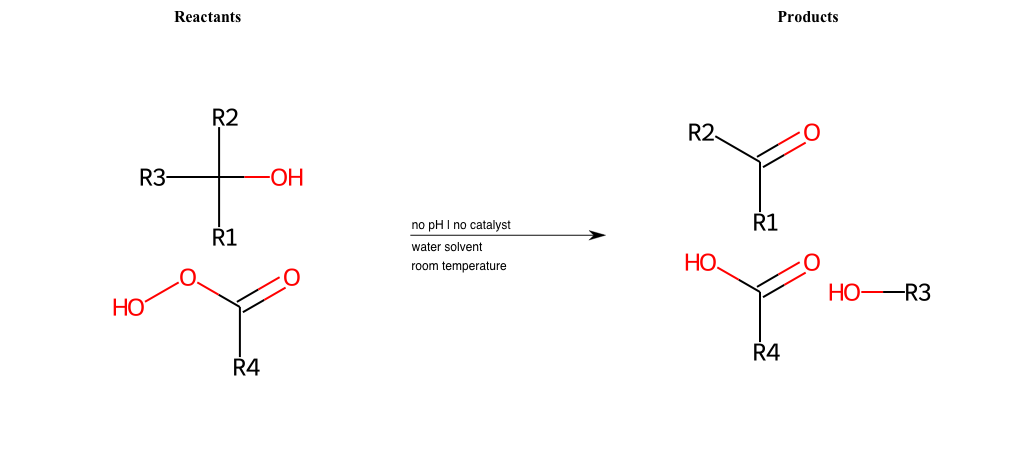 Reactants
Products
R2
R3
OH
R1
O
O
HO
R4
no pH | no catalyst
water solvent
room temperature
R2
O
R1
HO
O
HO
R3
R4